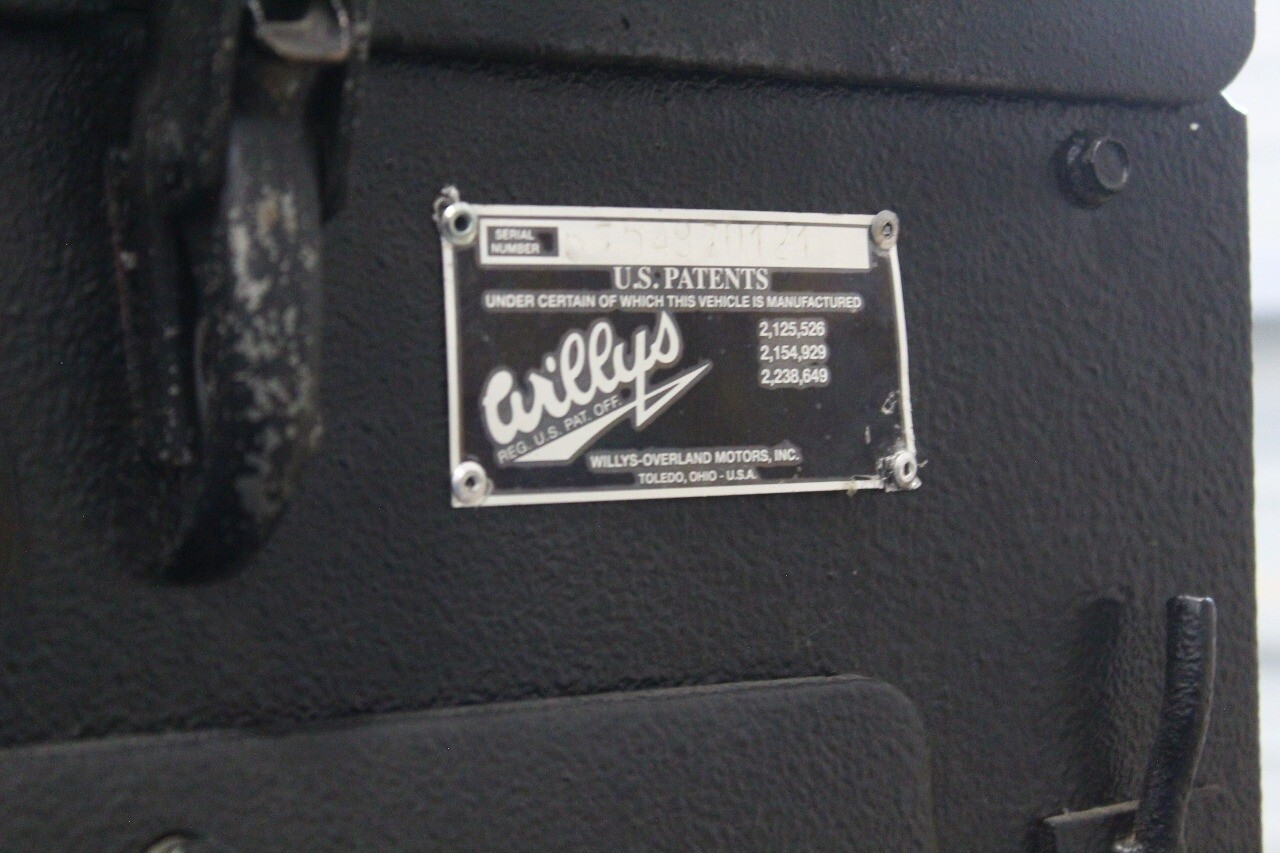 SERIAL
NUMBER
U.S. PATENTS
UNDER CERTAIN OF WHICH THIS VEHICLE IS MANUFACTURED
2,125,526
2,154,929
2,238,649
Willys
REG. U.S. PAT. OFF.
WILLYS-OVERLAND MOTORS, INC.
TOLEDO, OHIO - U.S.A.